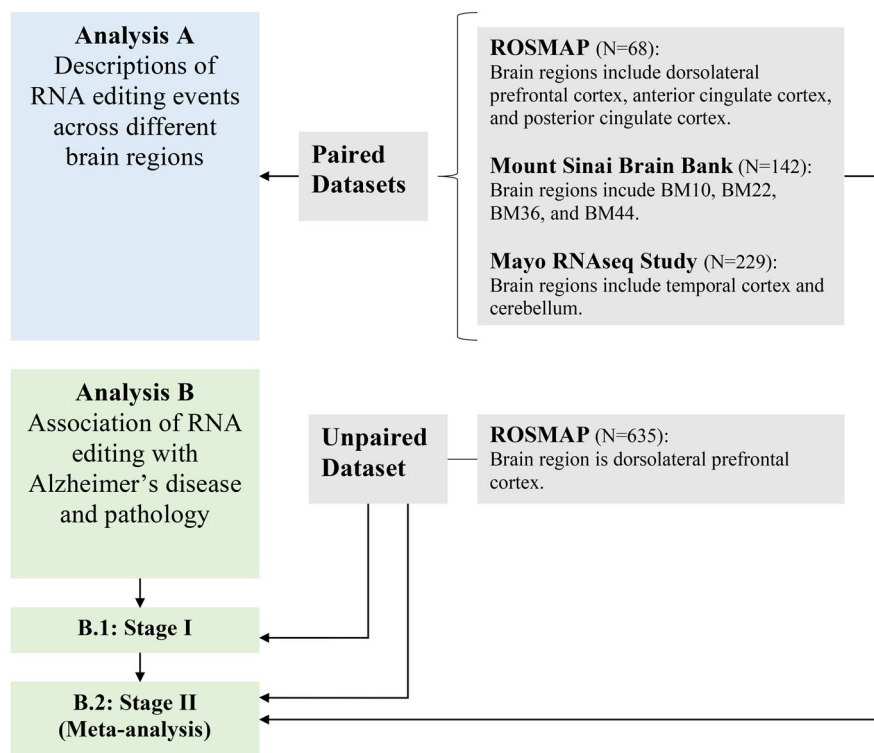 Analysis A
Descriptions of
RNA editing events
across different
brain regions
Paired
Datasets
ROSMAP (N=68):
Brain regions include dorsolateral
prefrontal cortex, anterior cingulate cortex,
and posterior cingulate cortex.
Mount Sinai Brain Bank (N=142):
Brain regions incude BM10, BM22,
BM36, and BM44.
Mayo RNAseq Study (N=229):
Brain regions include temporal cortex and
cerebellum.
Analysis B
Association of RNA
editing with
Alzheimer’s disease
and pathology
Unpaired
Dataset
ROSMAP (N=635):
Brain region is dorsolateral prefrontal
cortex.
B.1: Stage I
B.2: Stage II
(Meta-analysis)